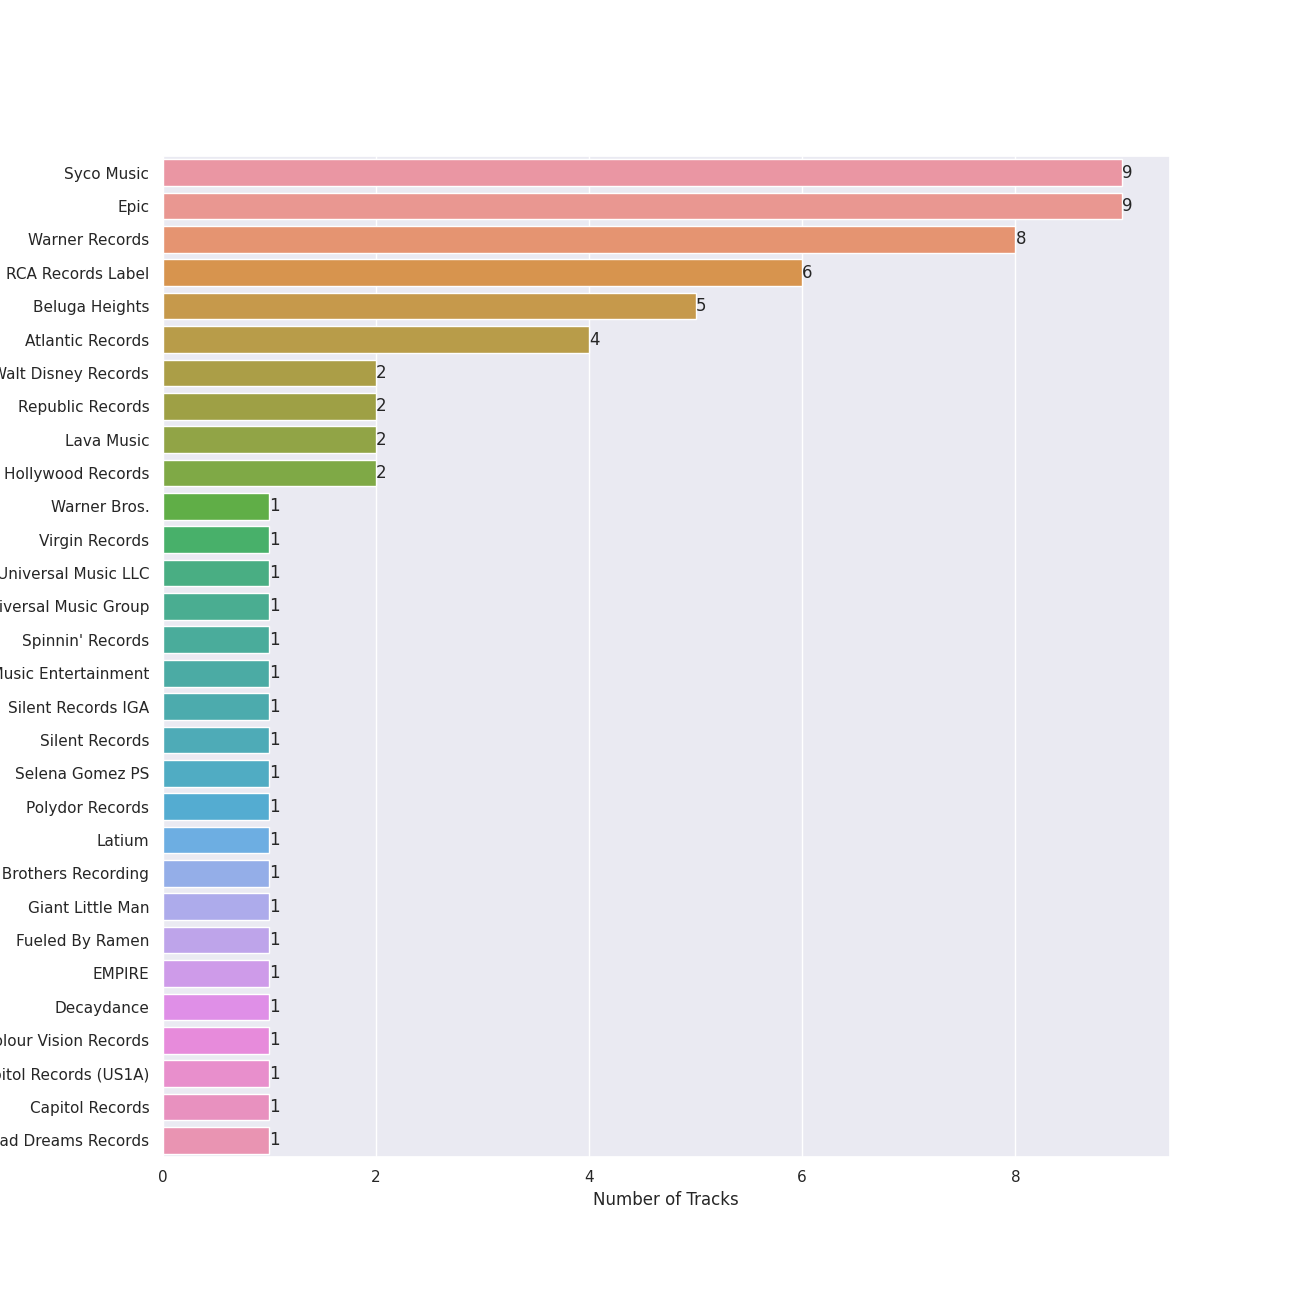 Syco Music 9
Epic 9
Warner Records 8
RCA Records Label 6
Beluga Heights 5
Atlantic Records 4
Walt Disney Records 2
Republic Records 2
Lava Music 2
Hollywood Records 2
Warner Bros. 1
Virgin Records 1
Universal Music LLC 1
iversal Music Group 1
Spinnin' Records 1
Music Entertainment 1
Silent Records IGA 1
Silent Records 1
Selena Gomez PS 1
Polydor Records 1
Latium 1
Brothers Recording 1
Giant Little Man 1
Fueled By Ramen 1
EMPIRE 1
Decaydance 1
olour Vision Records 1
itol Records (US1A) 1
Capitol Records 1
ad Dreams Records 1
0 2 4 6 8
Number of Tracks